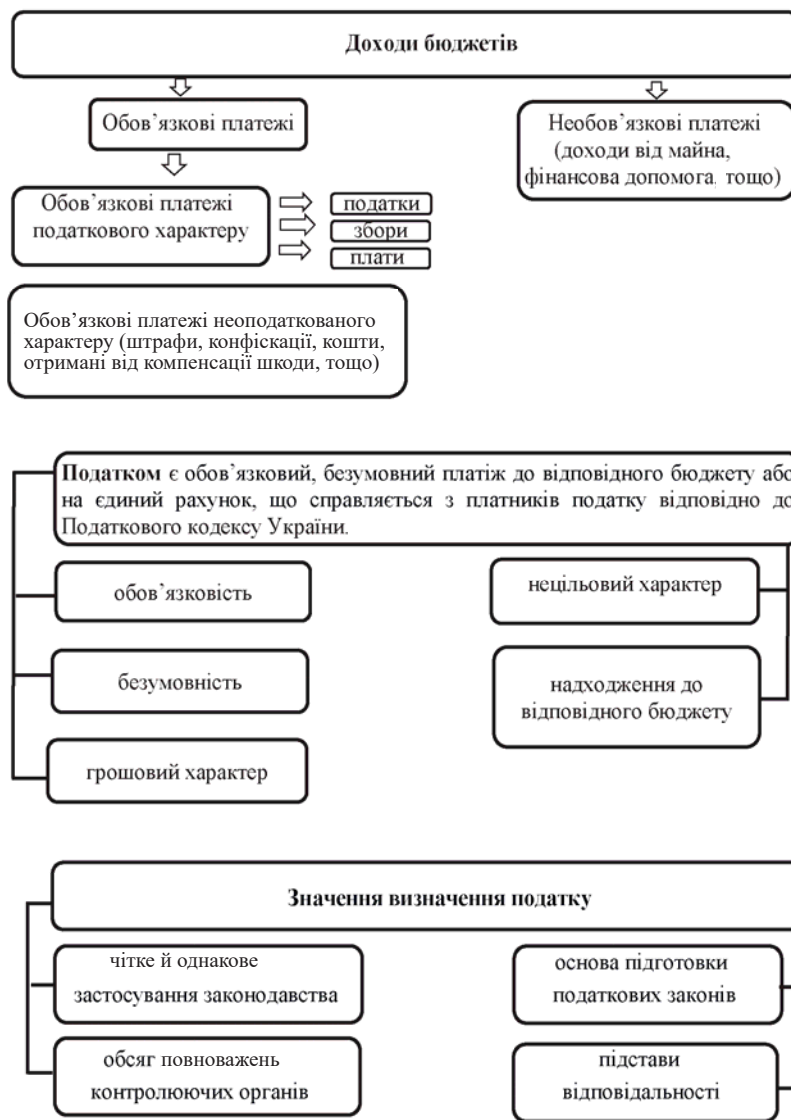 Доходи бюджетів
Обов’язкові платежі
Необов’язкові платежі
(доходи від майна,
фінансова допомога, тощо)
Обов’язкові платежі
податкового характеру
податки
збори
плати
Обов’язкові платежі неоподаткованого
характеру (штрафи, конфіскації, кошти,
отримані від компенсації шкоди, тощо)
Податком є обов’язковий, безумовний платіж до відповідного бюджету або
на єдиний рахунок, що справляється з платників податку відповідно до
Податкового кодексу України.
обов’язковість
нецільовий характер
безумовність
надходження до
відповідного бюджету
грошовий характер
Значення визначення податку
чітке й однакове
застосування законодавства
основа підготовки
податкових законів
обсяг повноважень
контролюючих органів
підстави
відповідальності